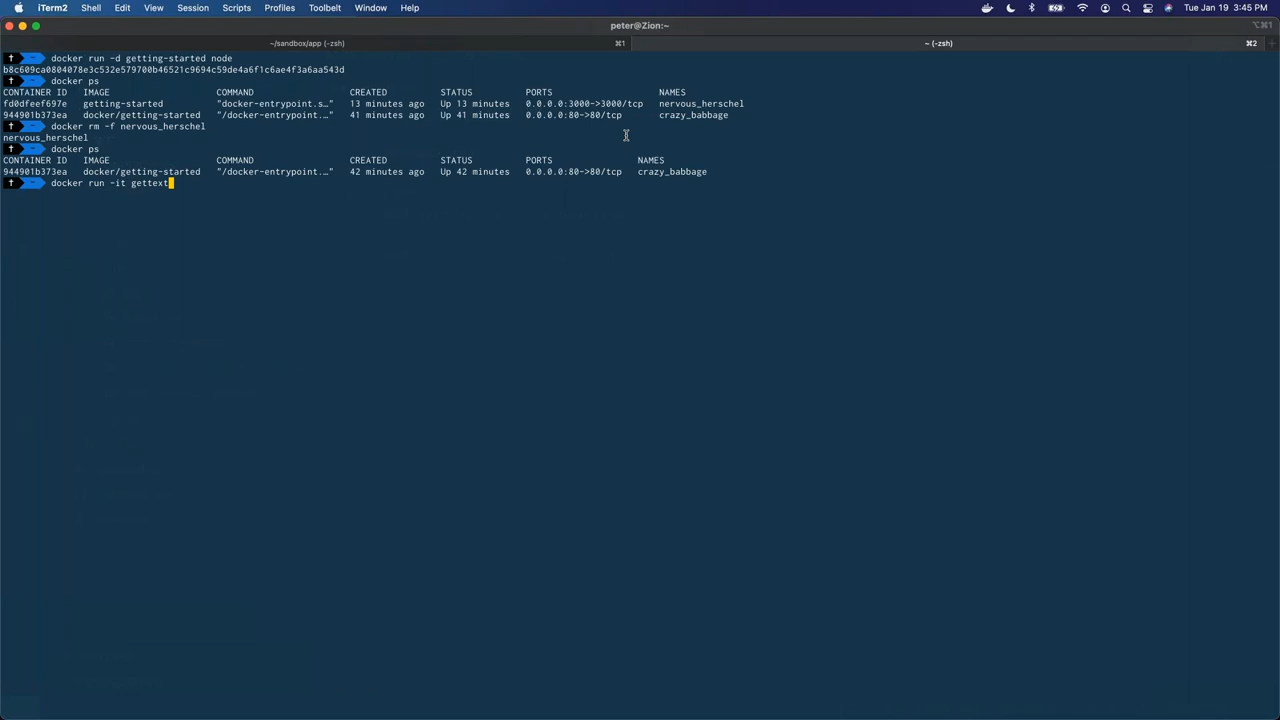 iTerm2 Shell Edit View Session Scripts Profiles Toolbelt Window Help Tue Jan 19 3:45 PM
peter@Zion:~ ⌥⌘1
~/sandbox/app (-zsh) ⌘1 ~ (-zsh) ⌘2 +
† ~ docker run -d getting-started node
b8c609ca0804078e3c532e579700b46521c9694c59de4a6f1c6ae4f3a6aa543d
† ~ docker ps
CONTAINER ID IMAGE COMMAND CREATED STATUS PORTS NAMES
fd0dfeef697e getting-started "docker-entrypoint.s…" 13 minutes ago Up 13 minutes 0.0.0.0:3000->3000/tcp nervous_herschel
944901b373ea docker/getting-started "/docker-entrypoint.…" 41 minutes ago Up 41 minutes 0.0.0.0:80->80/tcp crazy_babbage
† ~ docker rm -f nervous_herschel
nervous_herschel
† ~ docker ps
CONTAINER ID IMAGE COMMAND CREATED STATUS PORTS NAMES
944901b373ea docker/getting-started "/docker-entrypoint.…" 42 minutes ago Up 42 minutes 0.0.0.0:80->80/tcp crazy_babbage
† ~ docker run -it gettext